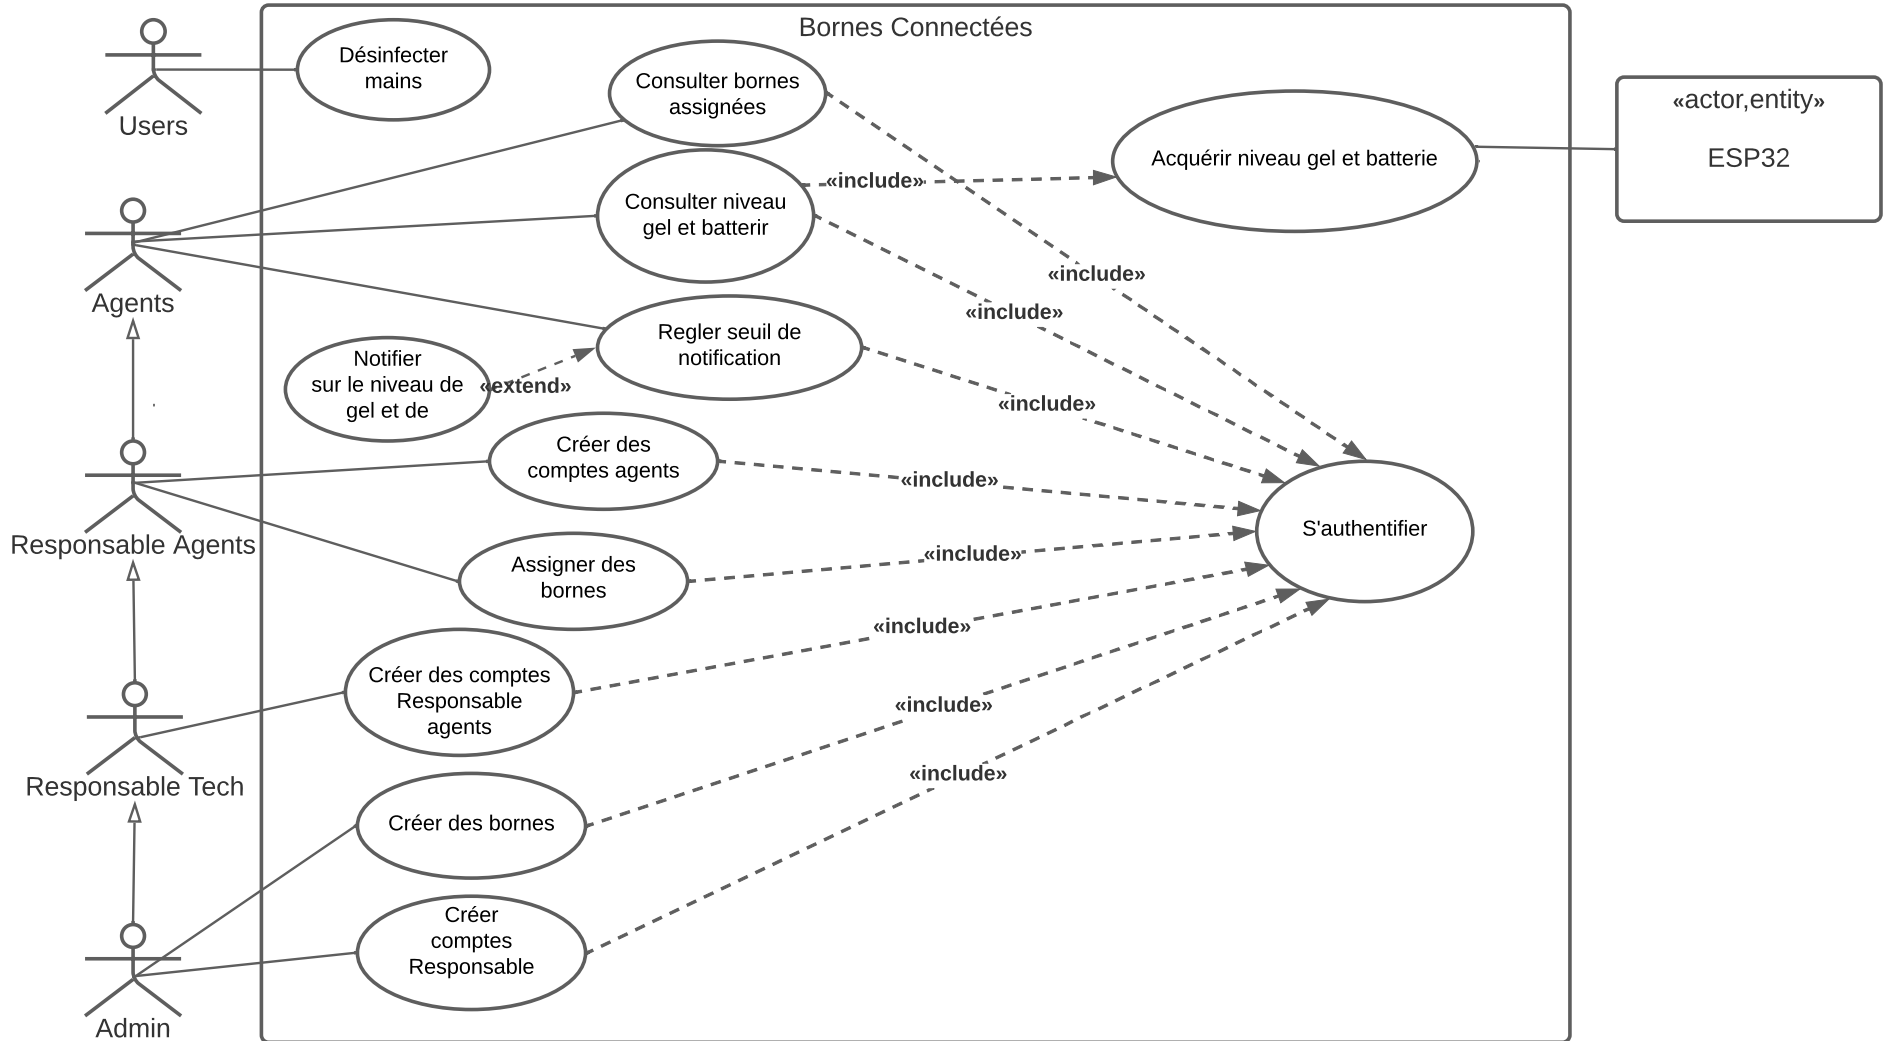 Bornes Connectées
Désinfecter
mains
Users
Consulter bornes
assignées
«actor,entity»
ESP32
Acquérir niveau gel et batterie
«include»
Consulter niveau
gel et batterir
Agents
«include»
«include»
Regler seuil de
notification
Notifier
sur le niveau de
gel et de
«extend»
«include»
Créer des
comptes agents
«include»
Responsable Agents
S'authentifier
Assigner des
bornes
«include»
«include»
Créer des comptes
Responsable
agents
«include»
Responsable Tech
«include»
Créer des bornes
Créer
comptes
Responsable
Admin